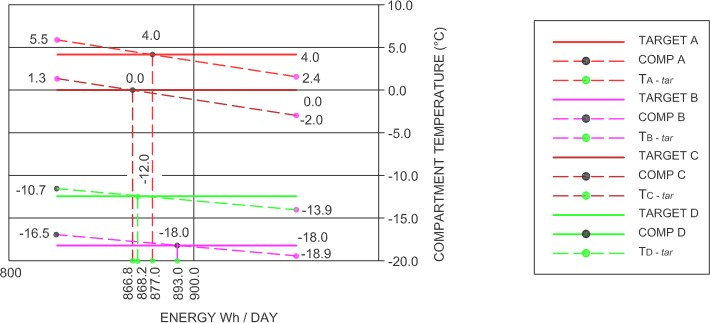 10.0
5.5
4.0
5.0
4.0
1.3
0.0
2.4
0.0
0.0
-2.0
-5.0
-12.0
-10.0
-10.7
-13.9
-15.0
-16.5
-18.0
-18.0
-18.9
-20.0
800
866.8
868.2
877.0
893.0
900.0
ENERGY Wh / DAY
COMPARTMENT TEMPERATURE (°C)
TARGET A
COMP A
TA - tar
TARGET B
COMP B
TB - tar
TARGET C
COMP C
TC - tar
TARGET D
COMP D
TD - tar